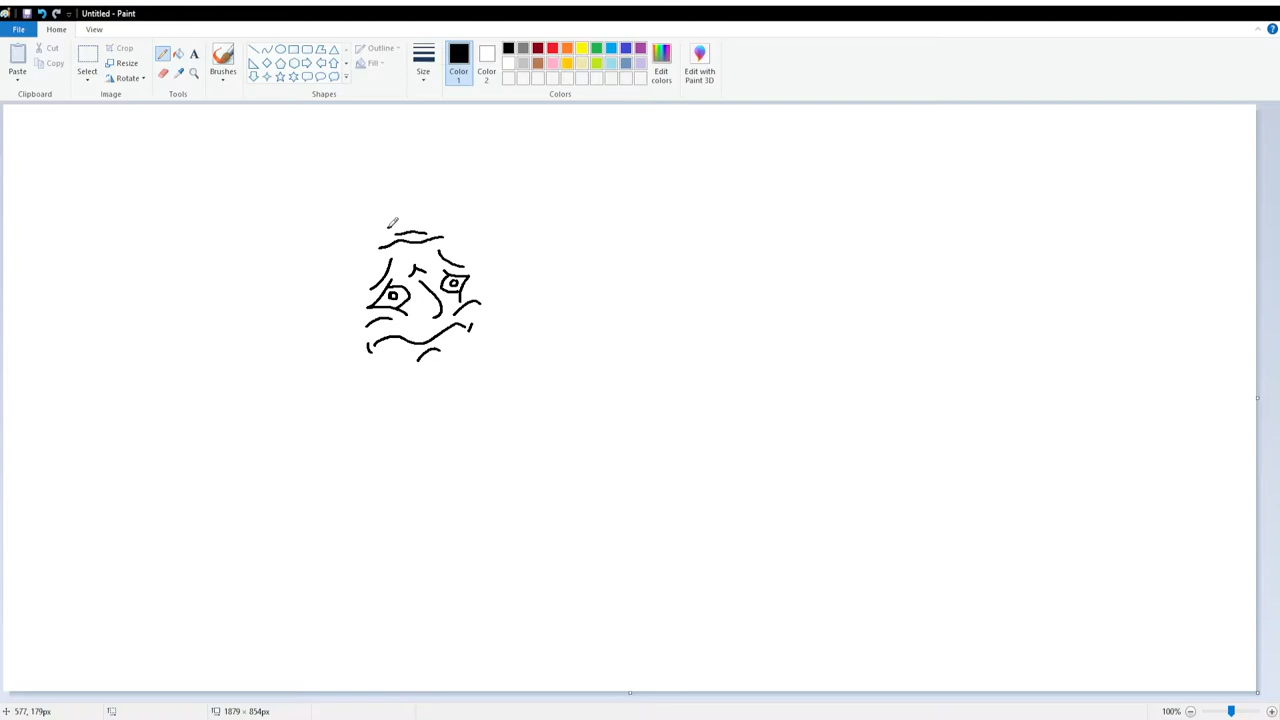 Untitled - Paint
File Home View
Paste
Cut
Copy
Clipboard
Select
Crop
Resize
Rotate
Image
A
Tools
Brushes
Outline
Fill
Shapes
Size
Color
1
Color
2
Edit
colors
Colors
Edit with
Paint 3D
577, 179px
1879 × 854px
100%